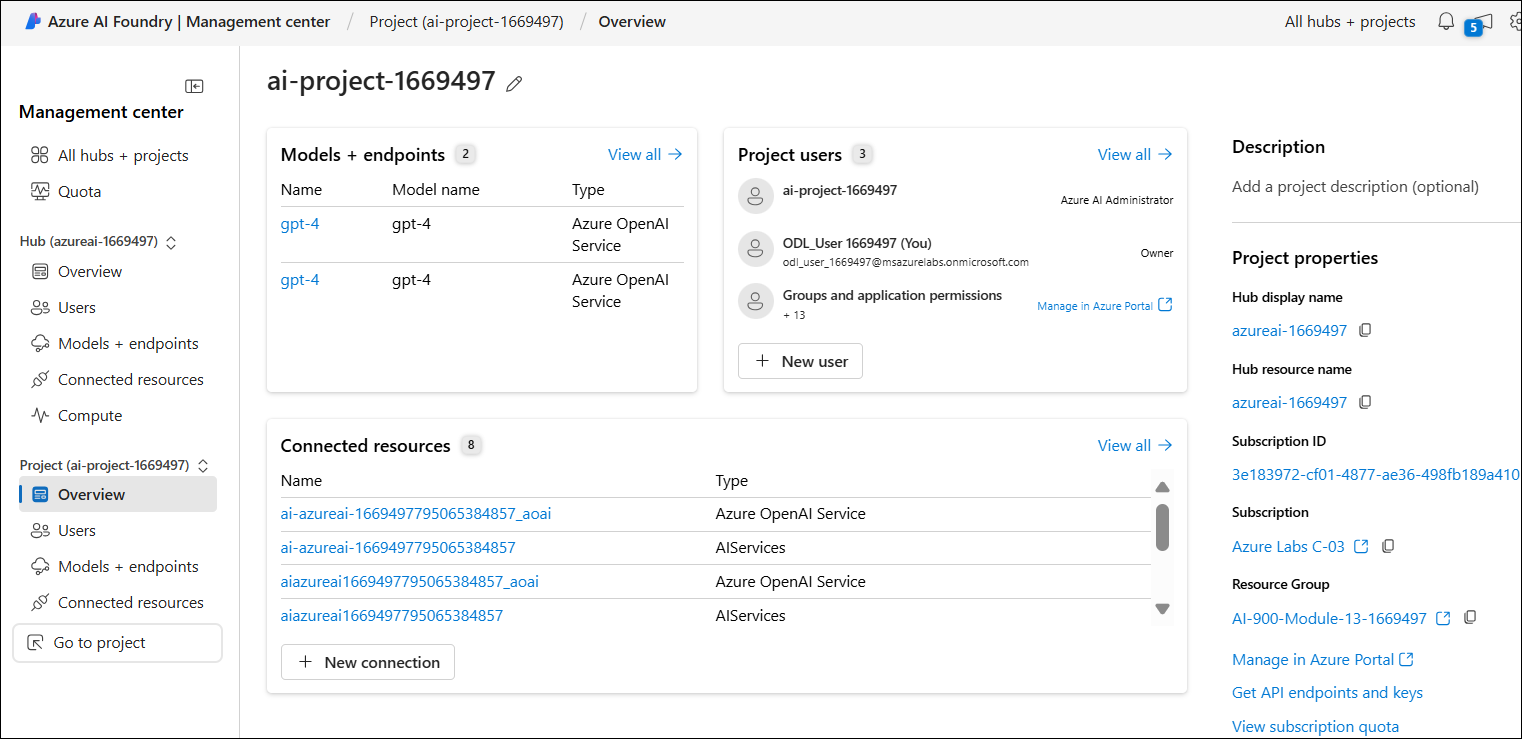 Azure AI Foundry | Management center / Project (ai-project-1669497) / Overview
All hubs + projects
5
Management center
All hubs + projects
Quota
Hub (azureai-1669497)
Overview
Users
Models + endpoints
Connected resources
Compute
Project (ai-project-1669497)
Overview
Users
Models + endpoints
Connected resources
Go to project
ai-project-1669497
Models + endpoints 2 View all
Name Model name Type
gpt-4 gpt-4 Azure OpenAI
Service
gpt-4 gpt-4 Azure OpenAI
Service
Project users 3 View all
ai-project-1669497
Azure AI Administrator
ODL_User 1669497 (You)
odl_user_1669497@msazurelabs.onmicrosoft.com
Owner
Groups and application permissions
+ 13
Manage in Azure Portal
+ New user
Connected resources 8 View all
Name Type
ai-azureai-1669497795065384857_aoai Azure OpenAI Service
ai-azureai-1669497795065384857 AIServices
aiazureai1669497795065384857_aoai Azure OpenAI Service
aiazureai1669497795065384857 AIServices
+ New connection
Description
Add a project description (optional)
Project properties
Hub display name
azureai-1669497
Hub resource name
azureai-1669497
Subscription ID
3e183972-cf01-4877-ae36-498fb189a410
Subscription
Azure Labs C-03
Resource Group
AI-900-Module-13-1669497
Manage in Azure Portal
Get API endpoints and keys
View subscription quota